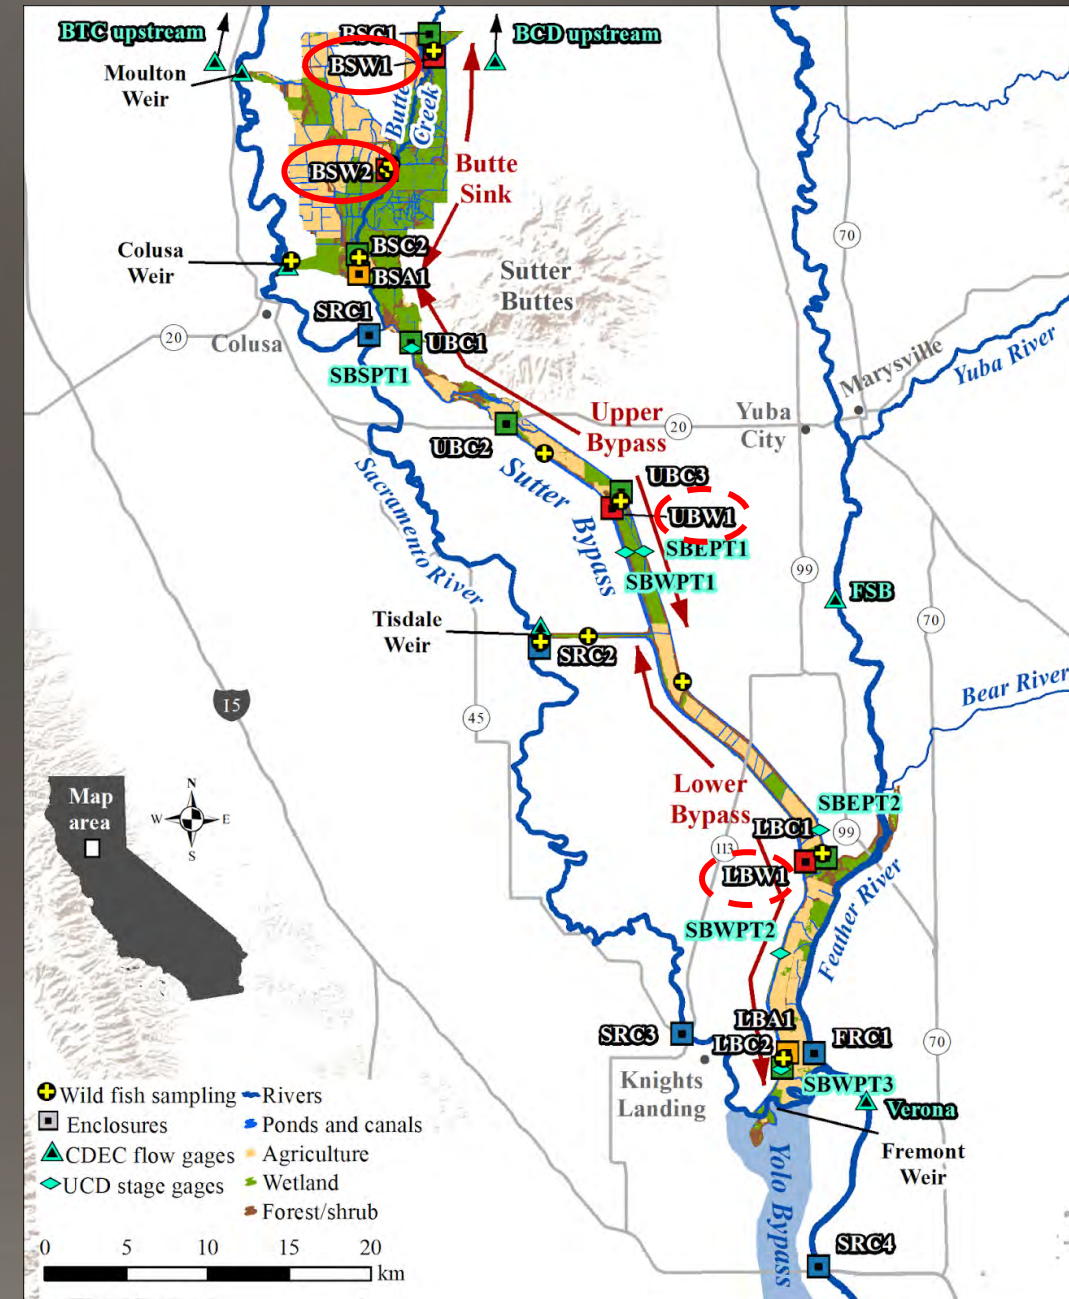 BTC upstream
BSC1
BCD upstream
BSW1
Moulton
Weir
Butte
Creek
Butte
Sink
BSW2
70
Colusa
Weir
BSC2
BSA1
Sutter
Buttes
SRC1
20
Colusa
UBC1
SBSPT1
Marysville
Yuba River
Upper
Bypass
20
Yuba
City
UBC2
Sutter
Bypass
Sacramento River
UBC3
UBW1
SBEPT1
SBWPT1
99
FSB
70
Tisdale
Weir
SRC2
Bear River
I5
45
Lower
Bypass
SBEPT2
LBC1
99
113
LBW1
Feather River
SBWPT2
Map
area
N
W
E
S
LBA1
SRC3
LBC2
FRC1
70
Knights
Landing
SBWPT3
Verona
Fremont
Weir
Yolo Bypass
SRC4
Wild fish sampling
Enclosures
CDEC flow gages
UCD stage gages
Rivers
Ponds and canals
Agriculture
Wetland
Forest/shrub
0 5 10 15 20
km